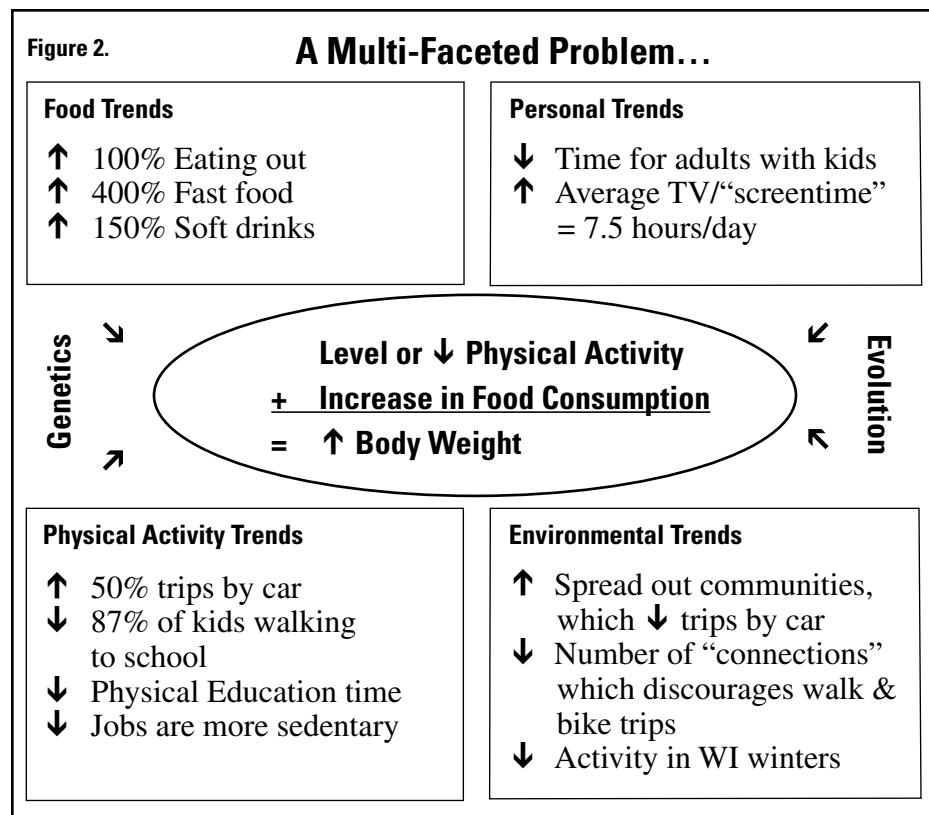 Figure 2.
A Multi-Faceted Problem…
Food Trends
↑ 100% Eating out
↑ 400% Fast food
↑ 150% Soft drinks
Personal Trends
↓ Time for adults with kids
↑ Average TV/“screentime”
= 7.5 hours/day
Genetics
Level or ↓ Physical Activity
+ Increase in Food Consumption
= ↑ Body Weight
Evolution
Physical Activity Trends
↑ 50% trips by car
↓ 87% of kids walking
to school
↓ Physical Education time
↓ Jobs are more sedentary
Environmental Trends
↑ Spread out communities,
which ↓ trips by car
↓ Number of “connections”
which discourages walk &
bike trips
↓ Activity in WI winters